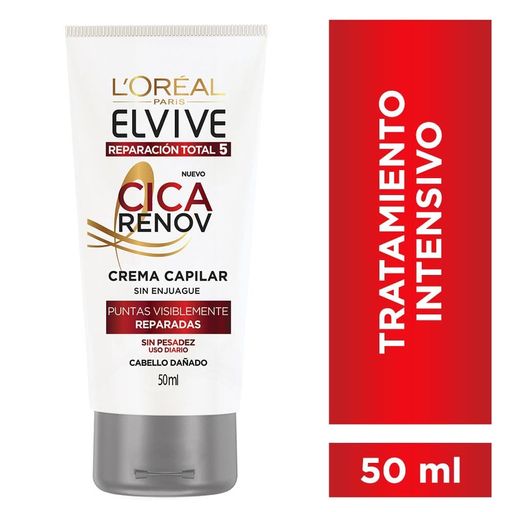 L'ORÉAL
PARIS
ELVIVE
REPARACIÓN TOTAL 5
NUEVO
CICA
RENOV
CREMA CAPILAR
SIN ENJUAGUE
PUNTAS VISIBLEMENTE
REPARADAS
SIN PESADEZ
USO DIARIO
CABELLO DAÑADO
50ml
TRATAMIENTO
INTENSIVO
50 ml